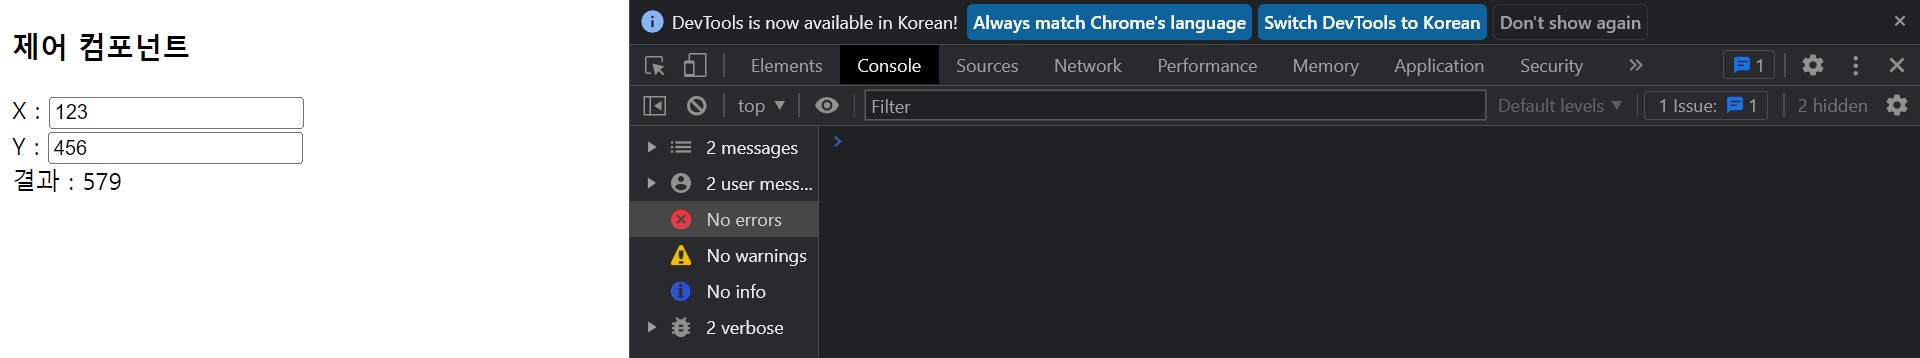 제어 컴포넌트
X : 123
Y : 456
결과 : 579
DevTools is now available in Korean! Always match Chrome's language Switch DevTools to Korean Don't show again
Elements Console Sources Network Performance Memory Application Security 1
top Filter Default levels 1 Issue: 1 2 hidden
2 messages
2 user mess...
No errors
No warnings
No info
2 verbose